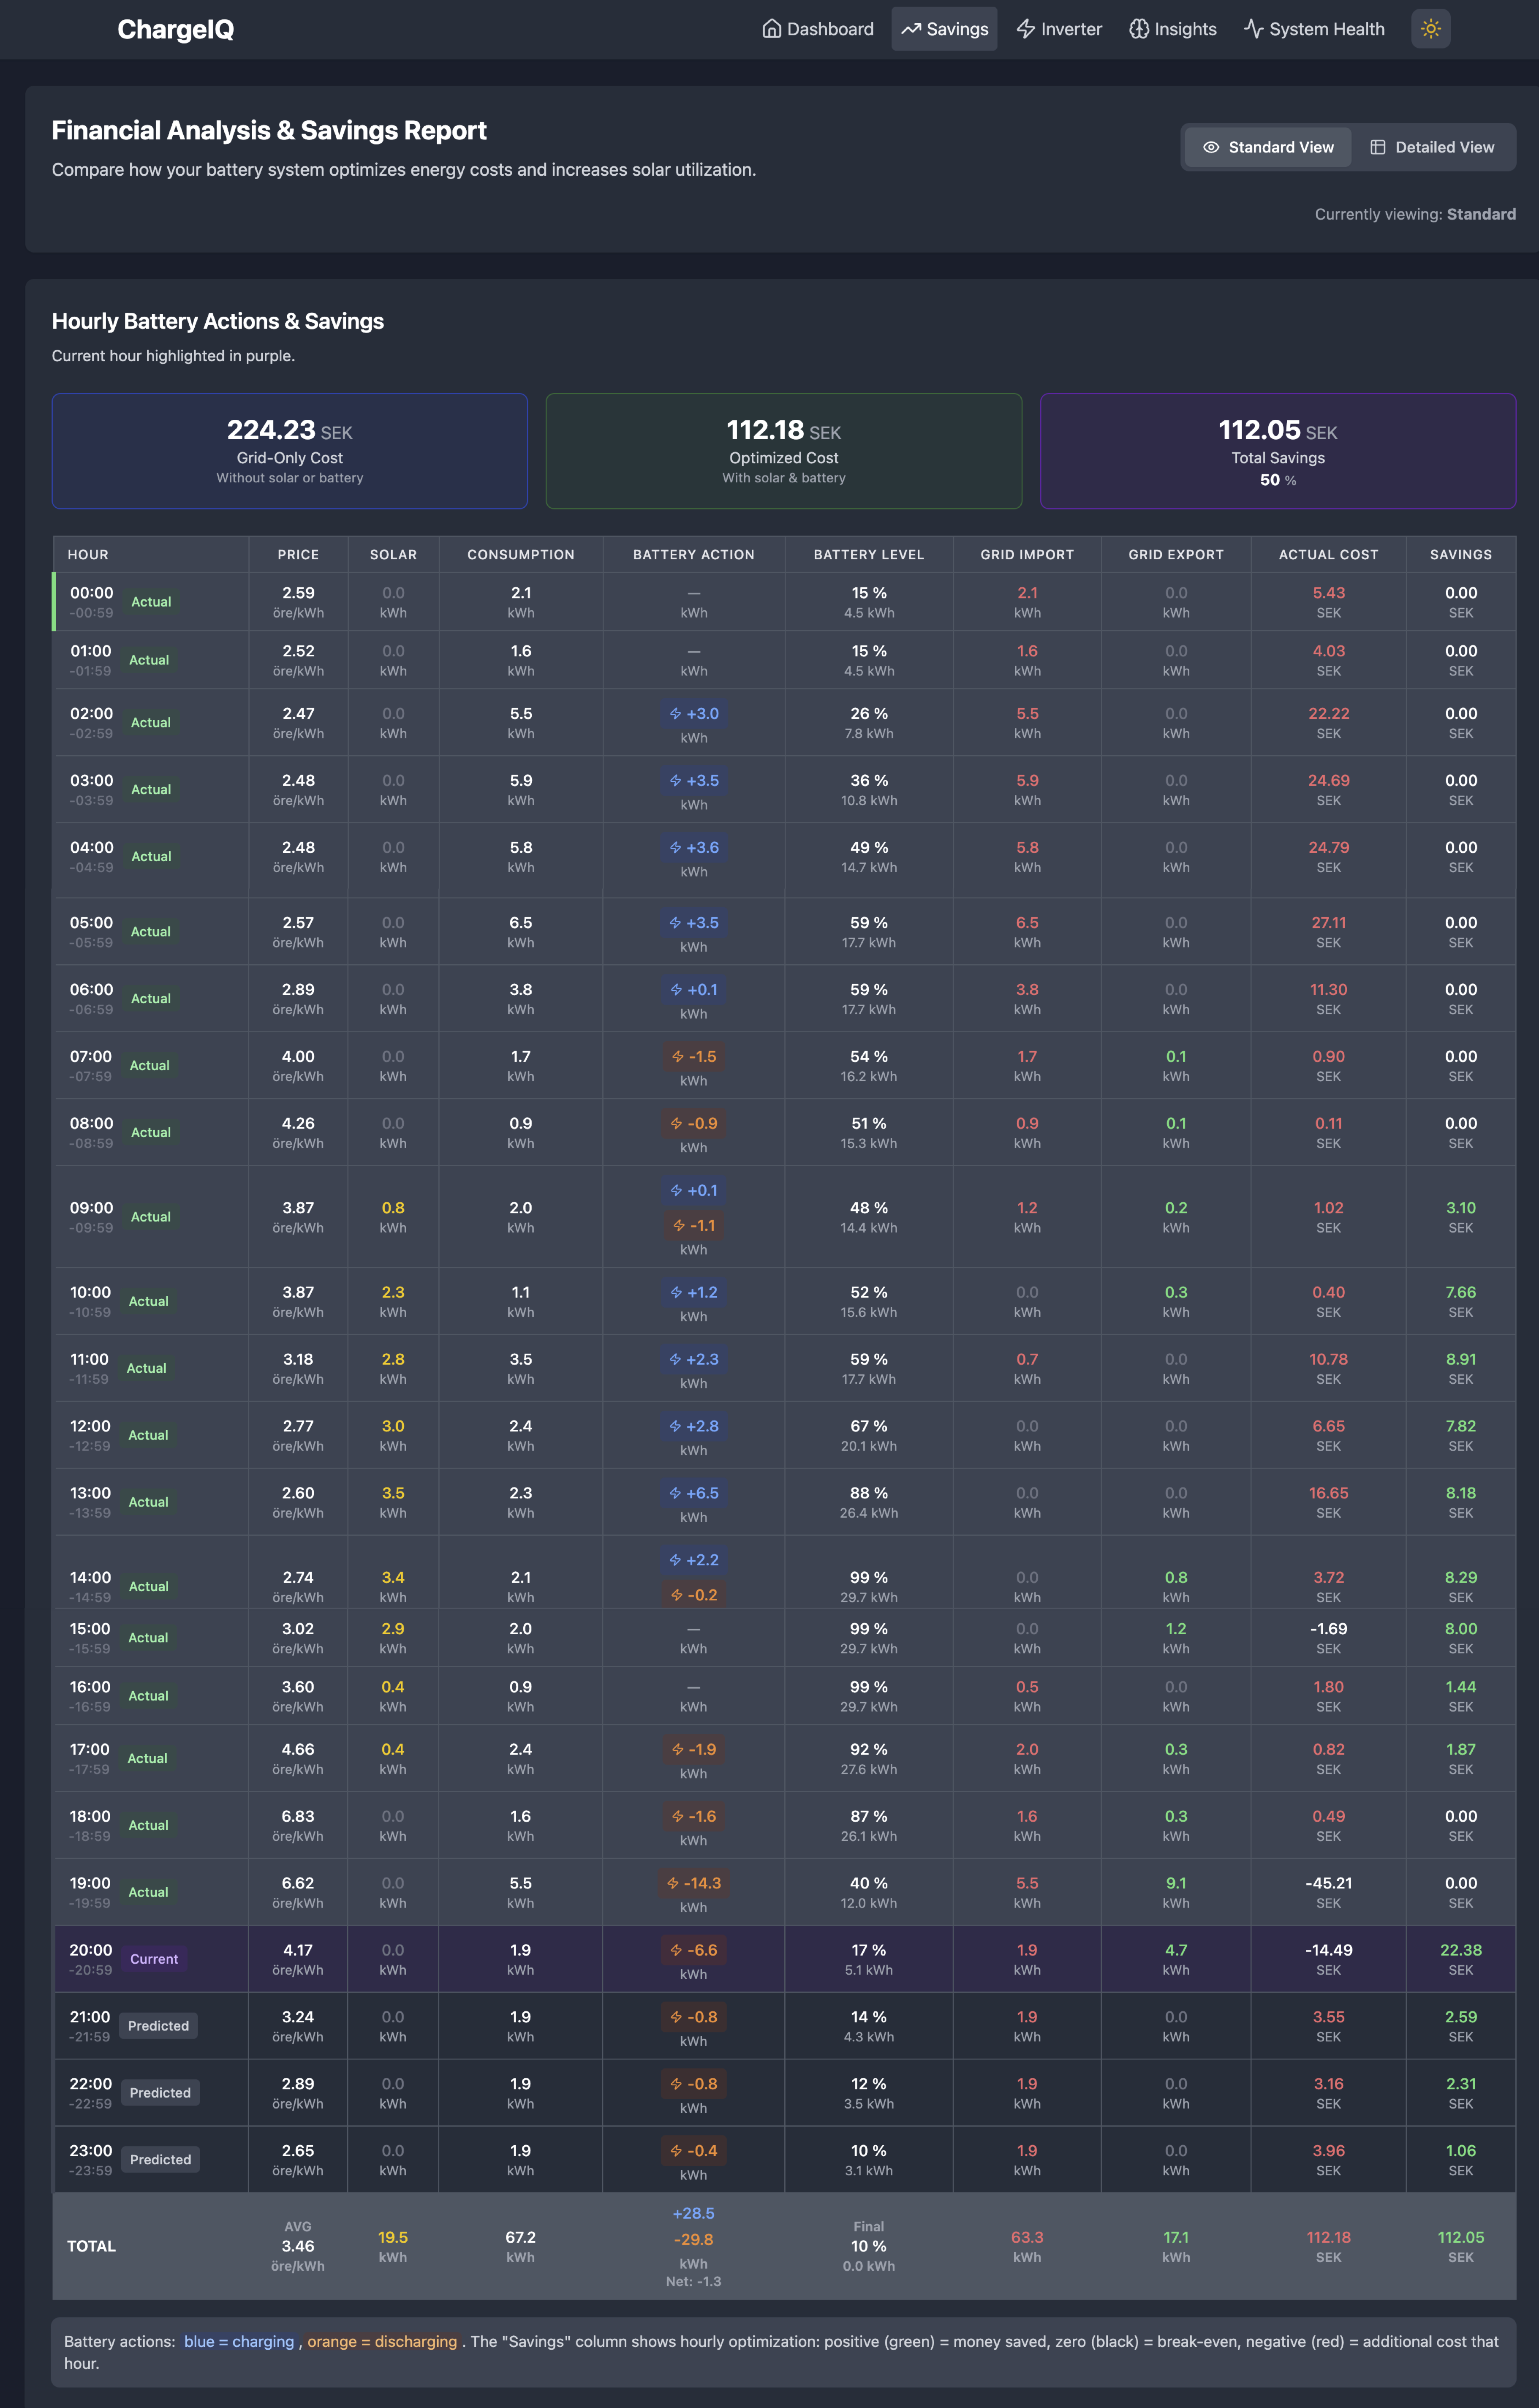 ChargeIQ Dashboard Savings Inverter Insights System Health
Financial Analysis & Savings Report
Compare how your battery system optimizes energy costs and increases solar utilization.
Standard View Detailed View
Currently viewing: Standard
Hourly Battery Actions & Savings
Current hour highlighted in purple.
224.23 SEK
Grid-Only Cost
Without solar or battery
112.18 SEK
Optimized Cost
With solar & battery
112.05 SEK
Total Savings
50 %
HOUR PRICE SOLAR CONSUMPTION BATTERY ACTION BATTERY LEVEL GRID IMPORT GRID EXPORT ACTUAL COST SAVINGS
00:00 Actual 2.59 0.0 2.1 — 15 % 2.1 0.0 5.43 0.00
-00:59 öre/kWh kWh kWh kWh 4.5 kWh kWh kWh SEK SEK
01:00 Actual 2.52 0.0 1.6 — 15 % 1.6 0.0 4.03 0.00
-01:59 öre/kWh kWh kWh kWh 4.5 kWh kWh kWh SEK SEK
02:00 Actual 2.47 0.0 5.5 +3.0 26 % 5.5 0.0 22.22 0.00
-02:59 öre/kWh kWh kWh kWh 7.8 kWh kWh kWh SEK SEK
03:00 Actual 2.48 0.0 5.9 +3.5 36 % 5.9 0.0 24.69 0.00
-03:59 öre/kWh kWh kWh kWh 10.8 kWh kWh kWh SEK SEK
04:00 Actual 2.48 0.0 5.8 +3.6 49 % 5.8 0.0 24.79 0.00
-04:59 öre/kWh kWh kWh kWh 14.7 kWh kWh kWh SEK SEK
05:00 Actual 2.57 0.0 6.5 +3.5 59 % 6.5 0.0 27.11 0.00
-05:59 öre/kWh kWh kWh kWh 17.7 kWh kWh kWh SEK SEK
06:00 Actual 2.89 0.0 3.8 +0.1 59 % 3.8 0.0 11.30 0.00
-06:59 öre/kWh kWh kWh kWh 17.7 kWh kWh kWh SEK SEK
07:00 Actual 4.00 0.0 1.7 -1.5 54 % 1.7 0.1 0.90 0.00
-07:59 öre/kWh kWh kWh kWh 16.2 kWh kWh kWh SEK SEK
08:00 Actual 4.26 0.0 0.9 -0.9 51 % 0.9 0.1 0.11 0.00
-08:59 öre/kWh kWh kWh kWh 15.3 kWh kWh kWh SEK SEK
+0.1
09:00 Actual 3.87 0.8 2.0 -1.1 48 % 1.2 0.2 1.02 3.10
-09:59 öre/kWh kWh kWh kWh 14.4 kWh kWh kWh SEK SEK
10:00 Actual 3.87 2.3 1.1 +1.2 52 % 0.0 0.3 0.40 7.66
-10:59 öre/kWh kWh kWh kWh 15.6 kWh kWh kWh SEK SEK
11:00 Actual 3.18 2.8 3.5 +2.3 59 % 0.7 0.0 10.78 8.91
-11:59 öre/kWh kWh kWh kWh 17.7 kWh kWh kWh SEK SEK
12:00 Actual 2.77 3.0 2.4 +2.8 67 % 0.0 0.0 6.65 7.82
-12:59 öre/kWh kWh kWh kWh 20.1 kWh kWh kWh SEK SEK
13:00 Actual 2.60 3.5 2.3 +6.5 88 % 0.0 0.0 16.65 8.18
-13:59 öre/kWh kWh kWh kWh 26.4 kWh kWh kWh SEK SEK
+2.2
14:00 Actual 2.74 3.4 2.1 -0.2 99 % 0.0 0.8 3.72 8.29
-14:59 öre/kWh kWh kWh 29.7 kWh kWh kWh SEK SEK
15:00 Actual 3.02 2.9 2.0 — 99 % 0.0 1.2 -1.69 8.00
-15:59 öre/kWh kWh kWh kWh 29.7 kWh kWh kWh SEK SEK
16:00 Actual 3.60 0.4 0.9 — 99 % 0.5 0.0 1.80 1.44
-16:59 öre/kWh kWh kWh kWh 29.7 kWh kWh kWh SEK SEK
17:00 Actual 4.66 0.4 2.4 -1.9 92 % 2.0 0.3 0.82 1.87
-17:59 öre/kWh kWh kWh kWh 27.6 kWh kWh kWh SEK SEK
18:00 Actual 6.83 0.0 1.6 -1.6 87 % 1.6 0.3 0.49 0.00
-18:59 öre/kWh kWh kWh kWh 26.1 kWh kWh kWh SEK SEK
19:00 Actual 6.62 0.0 5.5 -14.3 40 % 5.5 9.1 -45.21 0.00
-19:59 öre/kWh kWh kWh kWh 12.0 kWh kWh kWh SEK SEK
20:00 Current 4.17 0.0 1.9 -6.6 17 % 1.9 4.7 -14.49 22.38
-20:59 öre/kWh kWh kWh kWh 5.1 kWh kWh kWh SEK SEK
21:00 Predicted 3.24 0.0 1.9 -0.8 14 % 1.9 0.0 3.55 2.59
-21:59 öre/kWh kWh kWh kWh 4.3 kWh kWh kWh SEK SEK
22:00 Predicted 2.89 0.0 1.9 -0.8 12 % 1.9 0.0 3.16 2.31
-22:59 öre/kWh kWh kWh kWh 3.5 kWh kWh kWh SEK SEK
23:00 Predicted 2.65 0.0 1.9 -0.4 10 % 1.9 0.0 3.96 1.06
-23:59 öre/kWh kWh kWh kWh 3.1 kWh kWh kWh SEK SEK
TOTAL AVG 19.5 67.2 +28.5 Final 63.3 17.1 112.18 112.05
3.46 kWh kWh -29.8 10 % kWh kWh SEK SEK
öre/kWh kWh 0.0 kWh
Net: -1.3
Battery actions: blue = charging , orange = discharging . The "Savings" column shows hourly optimization: positive (green) = money saved, zero (black) = break-even, negative (red) = additional cost that
hour.